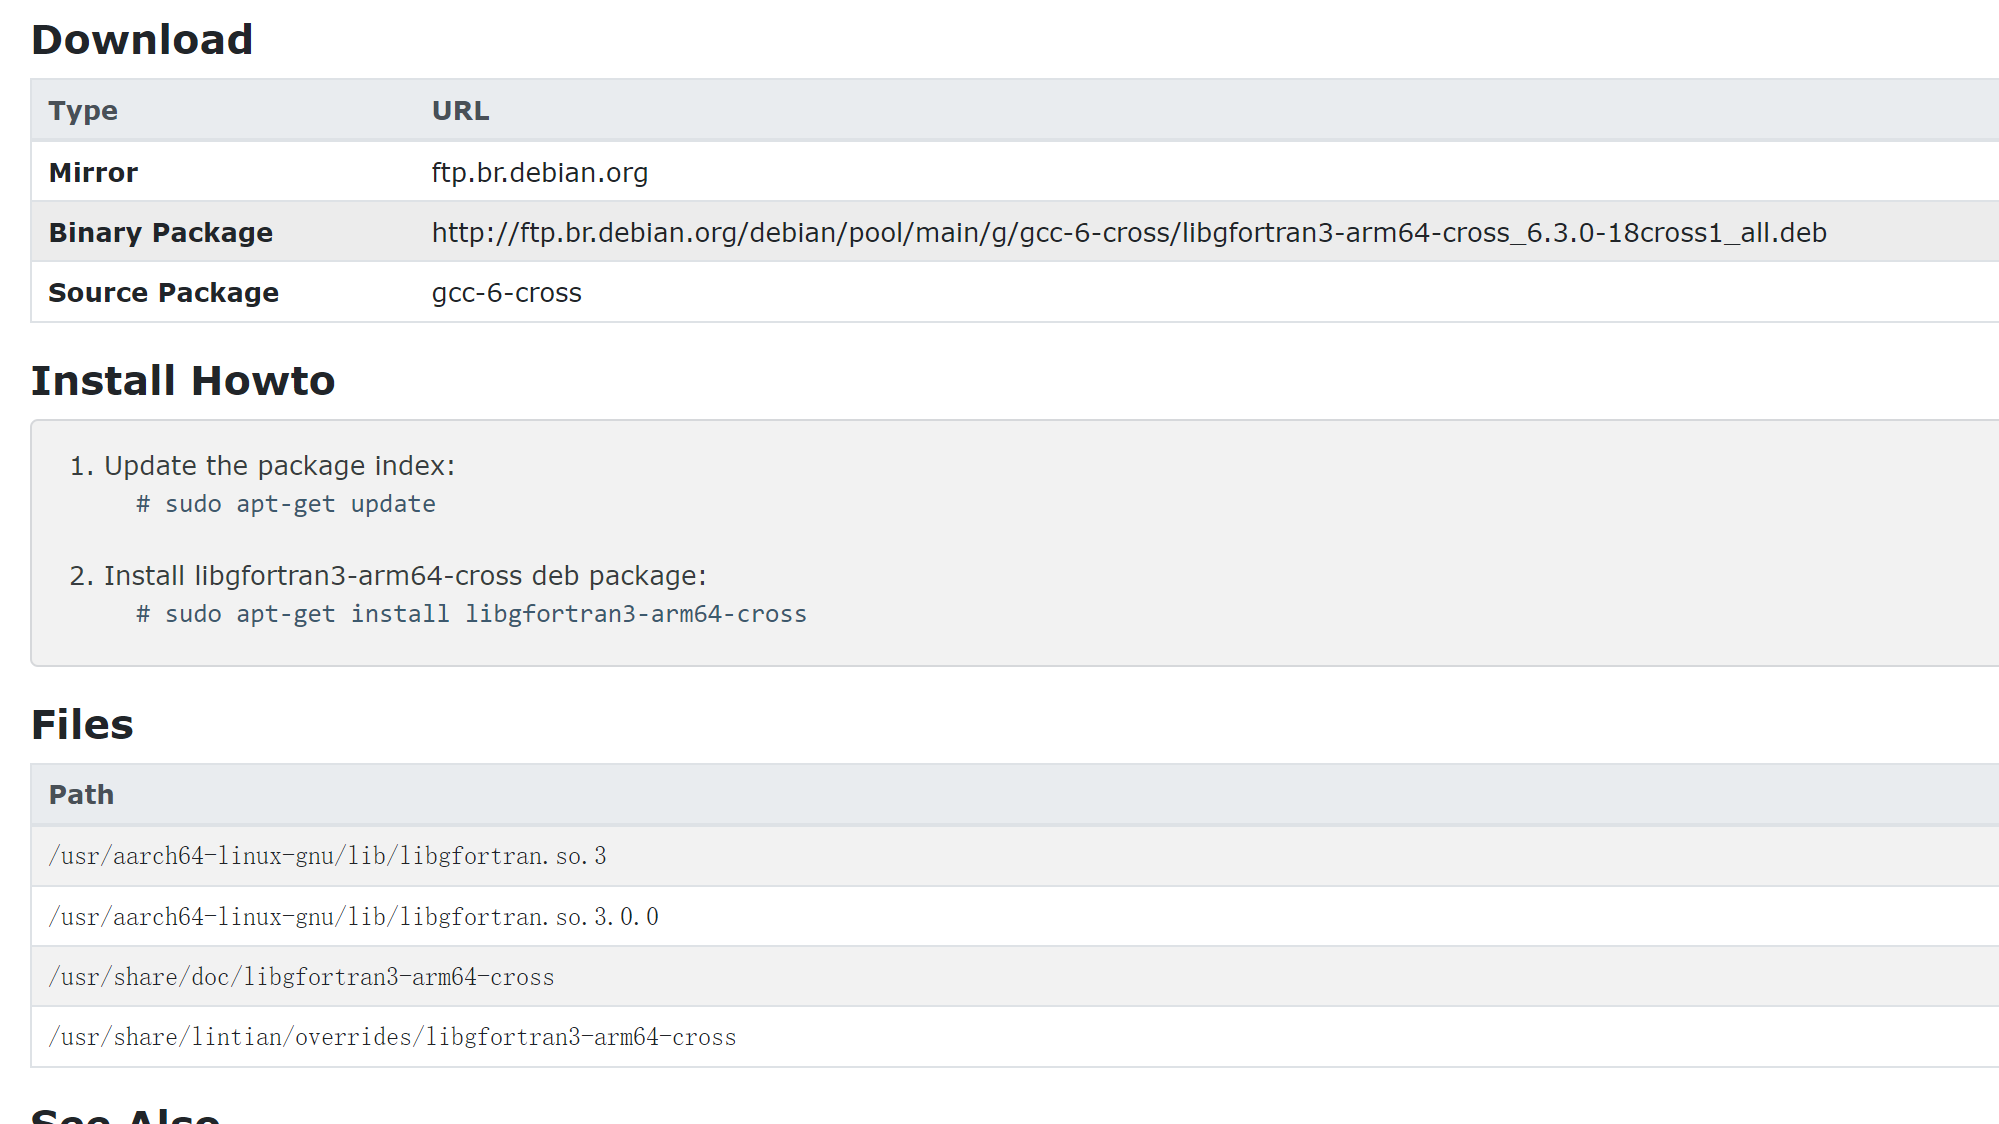 Download
Type URL
Mirror ftp.br.debian.org
Binary Package http://ftp.br.debian.org/debian/pool/main/g/gcc-6-cross/libgfortran3-arm64-cross_6.3.0-18cross1_all.deb
Source Package gcc-6-cross
Install Howto
1. Update the package index:
# sudo apt-get update
2. Install libgfortran3-arm64-cross deb package:
# sudo apt-get install libgfortran3-arm64-cross
Files
Path
/usr/aarch64-linux-gnu/lib/libgfortran.so.3
/usr/aarch64-linux-gnu/lib/libgfortran.so.3.0.0
/usr/share/doc/libgfortran3-arm64-cross
/usr/share/lintian/overrides/libgfortran3-arm64-cross
See Also